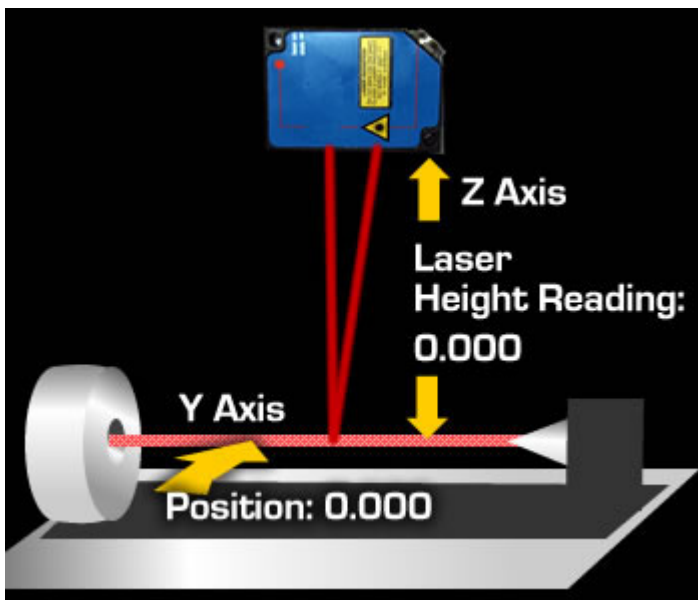 Z Axis
Laser
Height Reading:
0.000
Y Axis
Position: 0.000